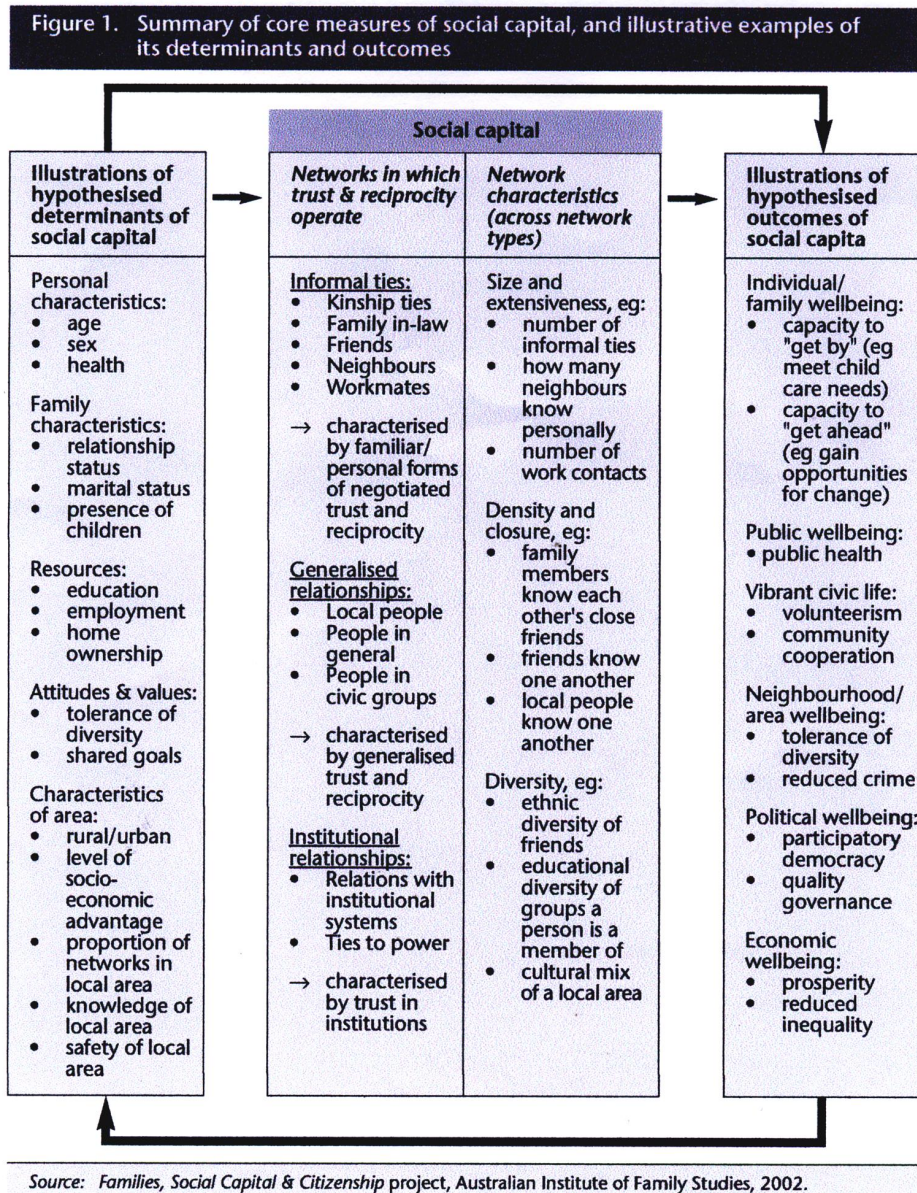 Figure 1. Summary of core measures of social capital, and illustrative examples of
its determinants and outcomes
Social capital
Illustrations of
hypothesised
determinants of
social capital
Personal
characteristics:
• age
• sex
• health
Family
characteristics:
• relationship
status
• marital status
• presence of
children
Resources:
• education
• employment
• home
ownership
Attitudes & values:
• tolerance of
diversity
• shared goals
Characteristics
of area:
• rural/urban
• level of
socio-
economic
advantage
• proportion of
networks in
local area
• knowledge of
local area
• safety of local
area
Networks in which
trust & reciprocity
operate
Informal ties:
• Kinship ties
• Family in-law
• Friends
• Neighbours
• Workmates
→ characterised
by familiar/
personal forms
of negotiated
trust and
reciprocity
Generalised
relationships:
• Local people
• People in
general
• People in
civic groups
→ characterised
by generalised
trust and
reciprocity
Institutional
relationships:
• Relations with
institutional
systems
• Ties to power
→ characterised
by trust in
institutions
Network
characteristics
(across network
types)
Size and
extensiveness, eg:
• number of
informal ties
• how many
neighbours
know
personally
• number of
work contacts
Density and
closure, eg:
• family
members
know each
other's close
friends
• friends know
one another
• local people
know one
another
Diversity, eg:
• ethnic
diversity of
friends
• educational
diversity of
groups a
person is a
member of
• cultural mix
of a local area
Illustrations of
hypothesised
outcomes of
social capita
Individual/
family wellbeing:
• capacity to
"get by" (eg
meet child
care needs)
• capacity to
"get ahead"
(eg gain
opportunities
for change)
Public wellbeing:
• public health
Vibrant civic life:
• volunteerism
• community
cooperation
Neighbourhood/
area wellbeing:
• tolerance of
diversity
• reduced crime
Political wellbeing:
• participatory
democracy
• quality
governance
Economic
wellbeing:
• prosperity
• reduced
inequality
Source: Families, Social Capital & Citizenship project, Australian Institute of Family Studies, 2002.